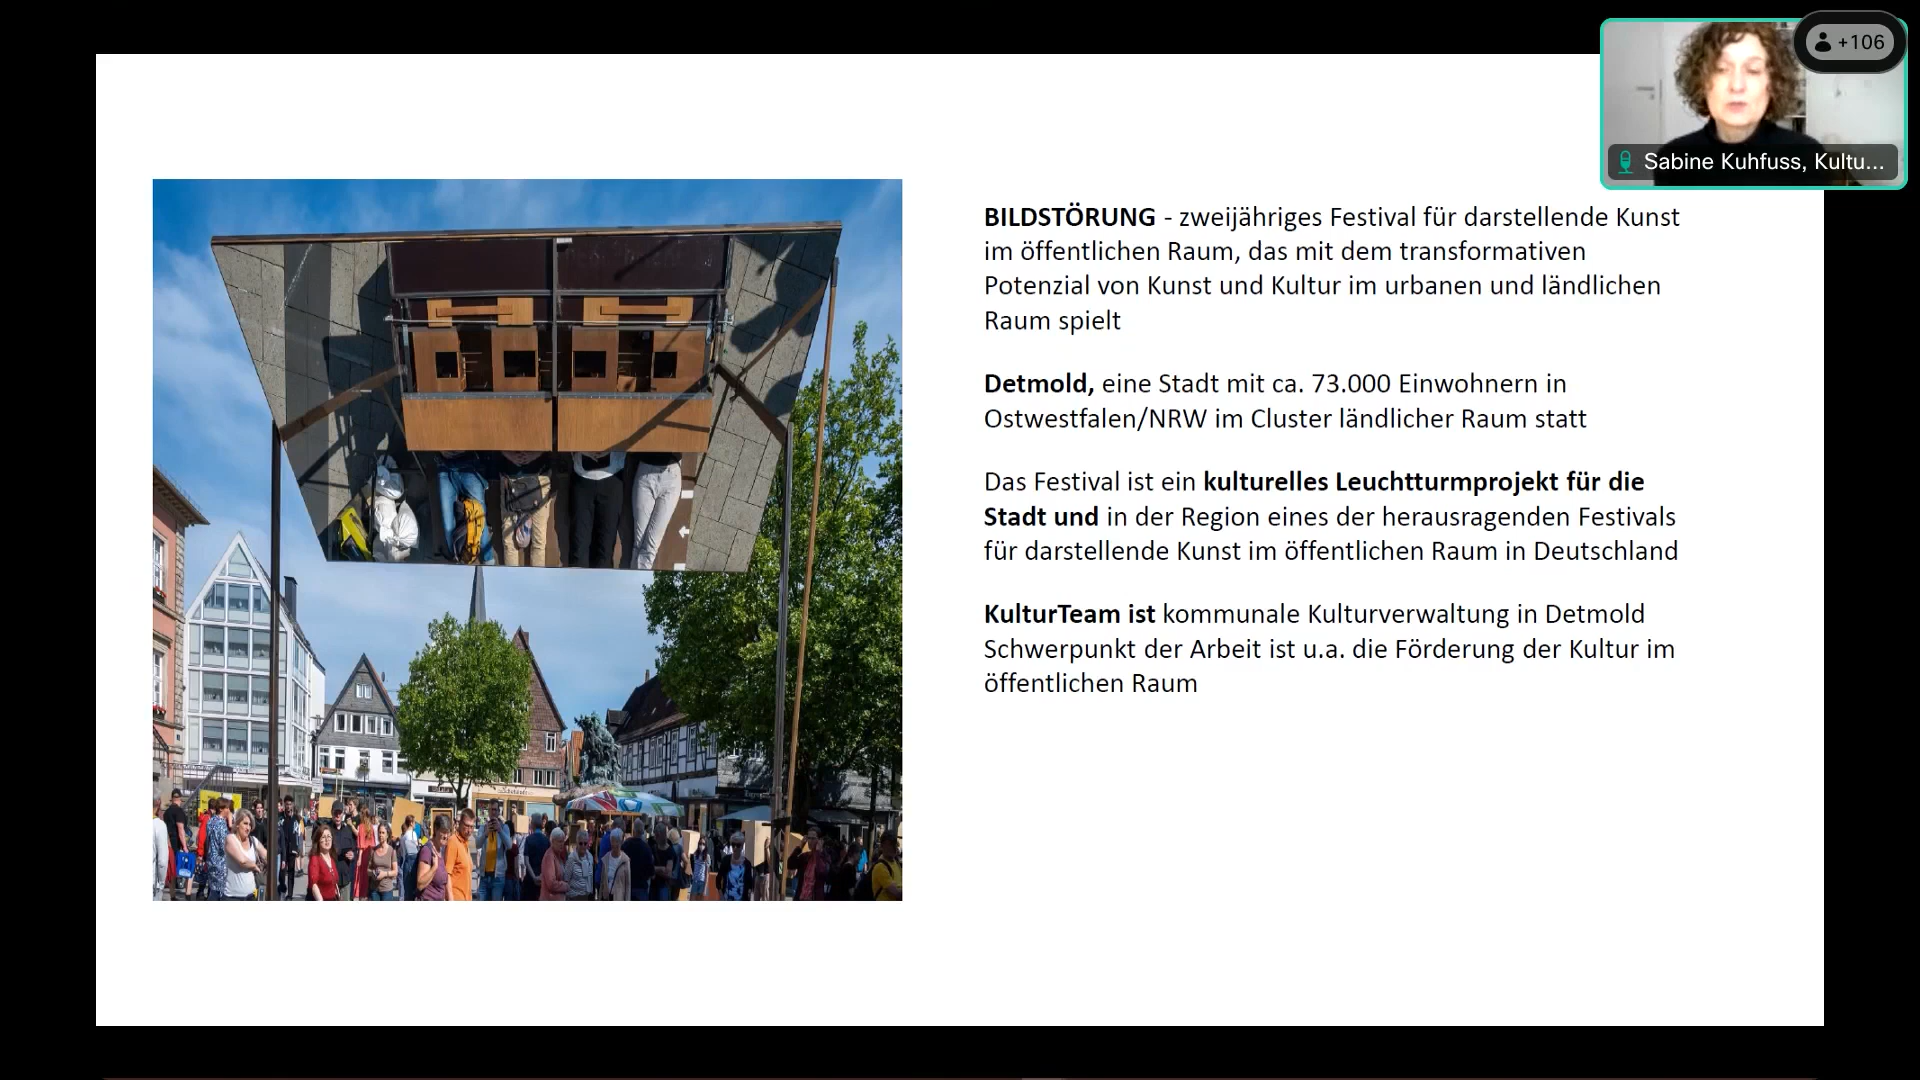 +106
Sabine Kuhfuss, Kultu...
BILDSTÖRUNG - zweijähriges Festival für darstellende Kunst
im öffentlichen Raum, das mit dem transformativen
Potenzial von Kunst und Kultur im urbanen und ländlichen
Raum spielt
Detmold, eine Stadt mit ca. 73.000 Einwohnern in
Ostwestfalen/NRW im Cluster ländlicher Raum statt
Das Festival ist ein kulturelles Leuchtturmprojekt für die
Stadt und in der Region eines der herausragenden Festivals
für darstellende Kunst im öffentlichen Raum in Deutschland
KulturTeam ist kommunale Kulturverwaltung in Detmold
Schwerpunkt der Arbeit ist u.a. die Förderung der Kultur im
öffentlichen Raum